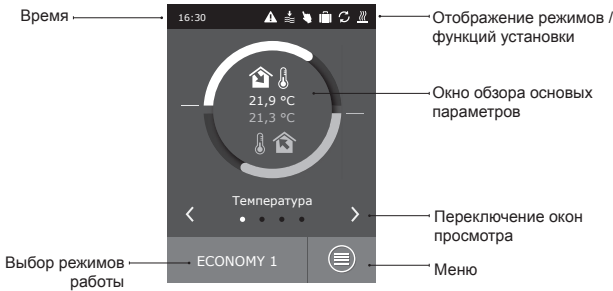 Время
16:30
Отображение режимов /
функций установки
21,9 °C
21,3 °C
Окно обзора основых
параметров
Температура
Переключение окон
просмотра
Выбор режимов
работы
ECONOMY 1
Меню